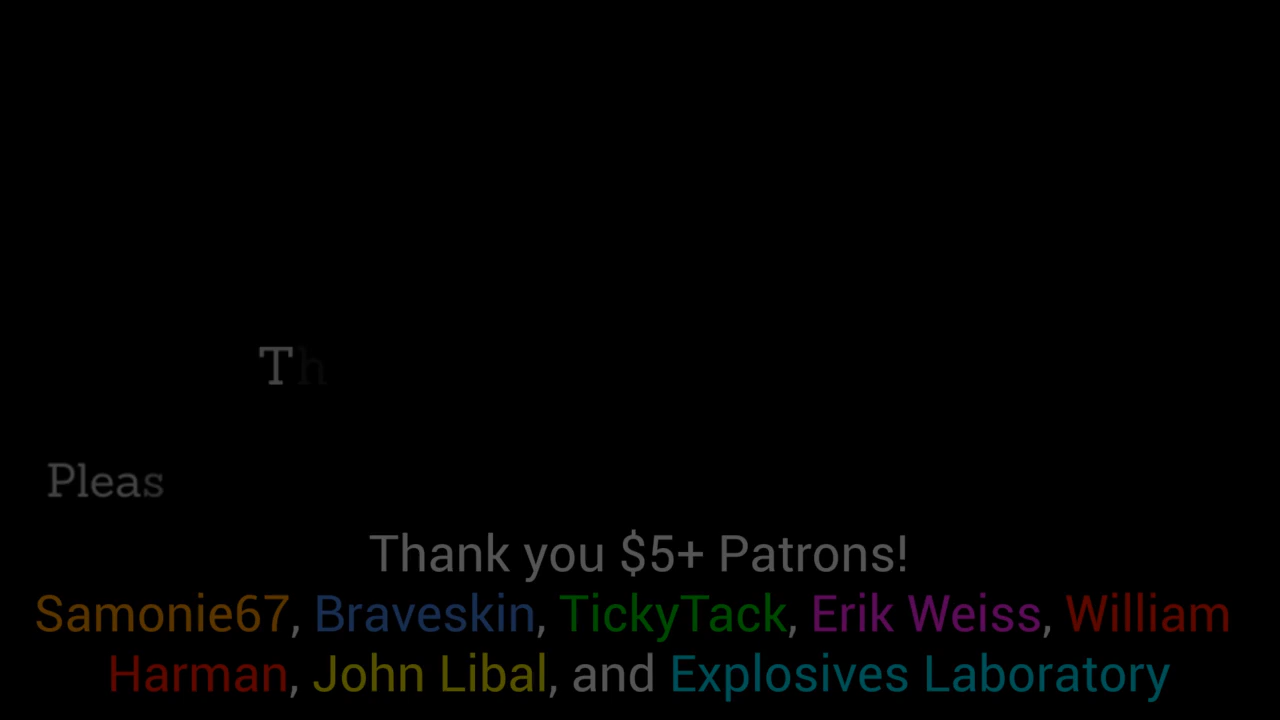 Th
Pleas
Thank you $5+ Patrons!
Samonie67, Braveskin, TickyTack, Erik Weiss, William
Harman, John Libal, and Explosives Laboratory